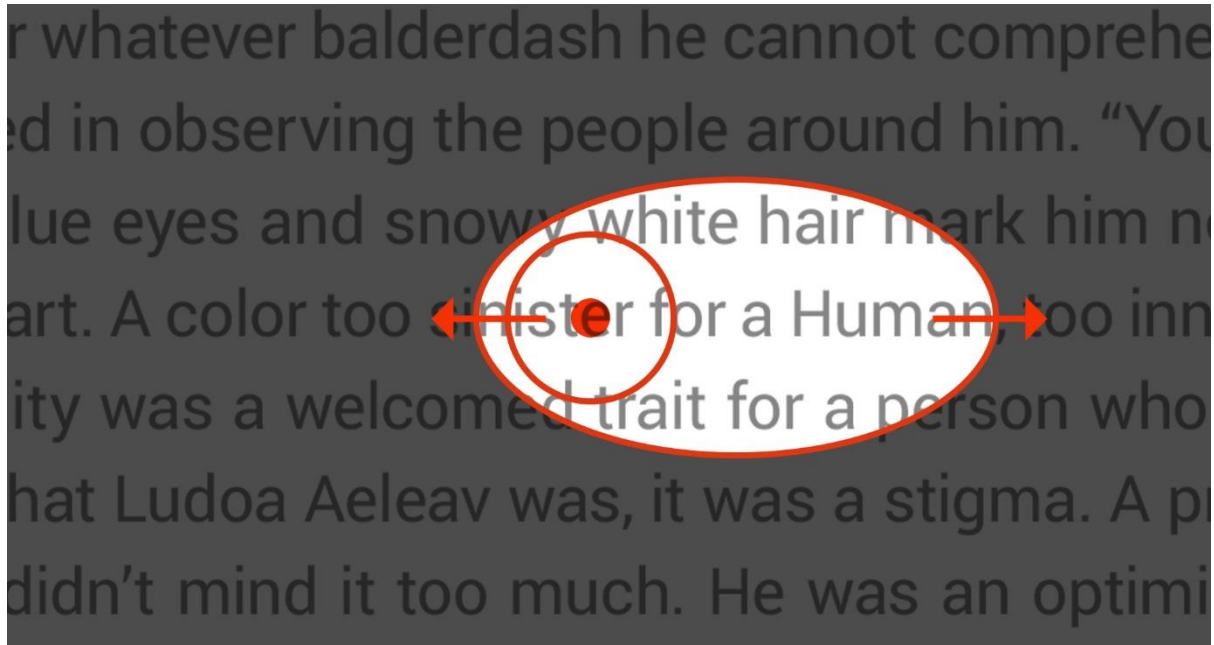 r whatever balderdash he cannot comprehe
ed in observing the people around him. “You
lue eyes and snowy white hair mark him no
art. A color too sinister for a Human, too inn
ity was a welcomed trait for a person who
hat Ludoa Aeleav was, it was a stigma. A pr
didn’t mind it too much. He was an optimi